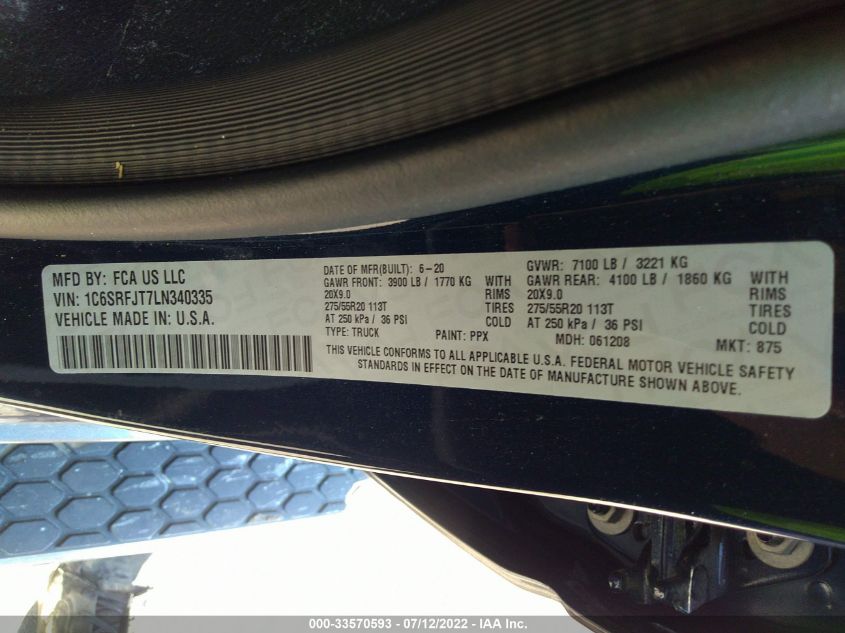 MFD BY: FCA US LLC
VIN: 1C6SRFJT7LN340335
VEHICLE MADE IN: U.S.A.
DATE OF MFR(BUILT): 6-20
GAWR FRONT: 3900 LB / 1770 KG WITH
20X9.0 RIMS
275/55R20 113T TIRES
AT 250 kPa / 36 PSI COLD
TYPE: TRUCK PAINT: PPX
GVWR: 7100 LB / 3221 KG
GAWR REAR: 4100 LB / 1860 KG WITH
20X9.0 RIMS
275/55R20 113T TIRES
AT 250 kPa / 36 PSI COLD
MDH: 061208 MKT: 875
THIS VEHICLE CONFORMS TO ALL APPLICABLE U.S.A. FEDERAL MOTOR VEHICLE SAFETY
STANDARDS IN EFFECT ON THE DATE OF MANUFACTURE SHOWN ABOVE.
000-33570593 - 07/12/2022 - IAA Inc.